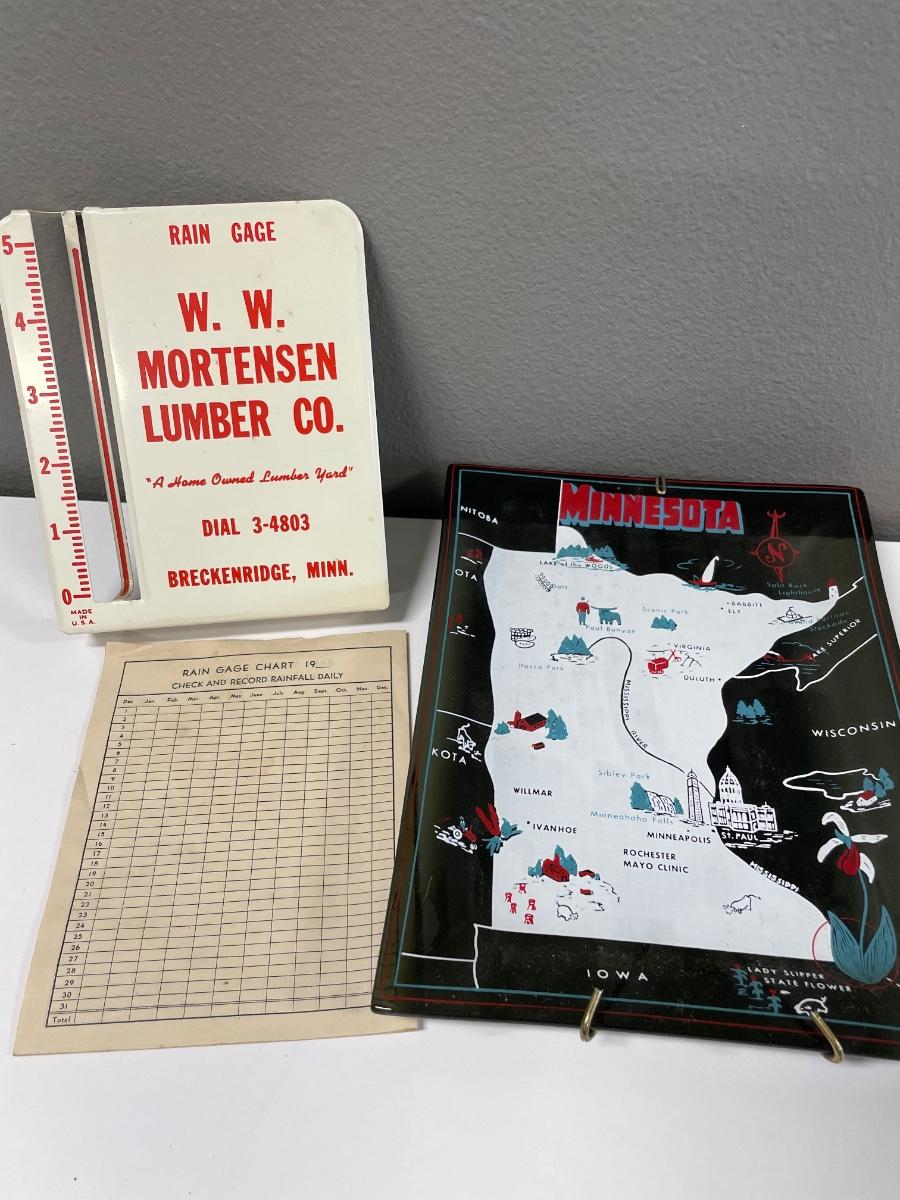 RAIN GAGE
W. W.
MORTENSEN
LUMBER CO.
"A Home Owned Lumber Yard"
DIAL 3-4803
BRECKENRIDGE, MINN.
5
4
3
2
1
0
MADE
IN
U.S.A.
RAIN GAGE CHART 19
CHECK AND RECORD RAINFALL DAILY
Day Jan. Feb. Mar. Apr. May June July Aug. Sept. Oct. Nov. Dec.
1
2
3
4
5
6
7
8
9
10
11
12
13
14
15
16
17
18
19
20
21
22
23
24
25
26
27
28
29
30
31
Total
MINNESOTA
NITOBA
N
LAKE of the WOODS
OTA
Split Rock
Lighthouse
BABBITT
ELY
Scenic Park
Paul Bunyan
Stockade
LAKE SUPERIOR
VIRGINIA
Itasca Park
DULUTH
MISSISSIPPI
RIVER
WISCONSIN
KOTA
Sibley Park
WILLMAR
Minneahaha Falls
IVANHOE
MINNEAPOLIS
ST. PAUL
ROCHESTER
MAYO CLINIC
MISSISSIPPI
IOWA
LADY SLIPPER
STATE FLOWER